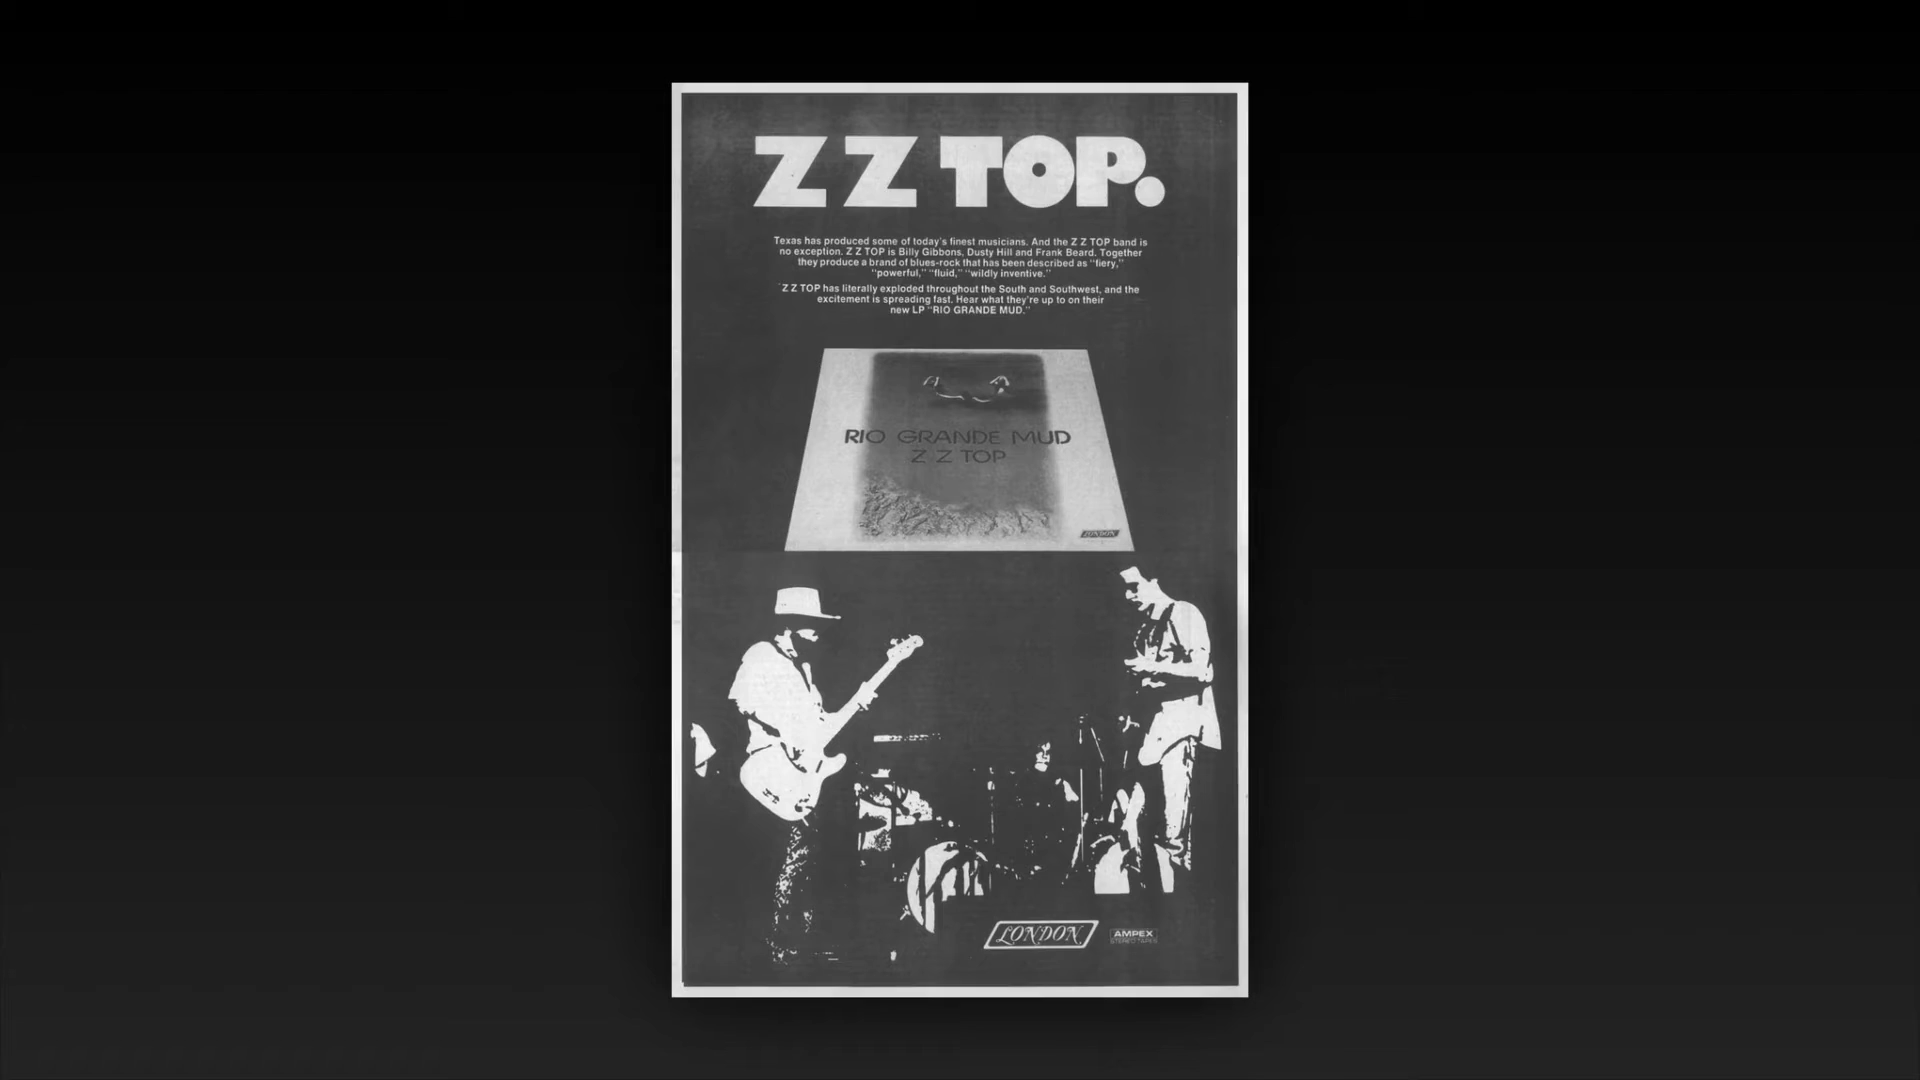 Z Z TOP.
Texas has produced some of today's finest musicians. And the Z Z TOP band is
no exception. Z Z TOP is Billy Gibbons, Dusty Hill and Frank Beard. Together
they produce a brand of blues-rock that has been described as "fiery,"
"powerful," "fluid," "wildly inventive."
Z Z TOP has literally exploded throughout the South and Southwest, and the
excitement is spreading fast. Hear what they're up to on their
new LP "RIO GRANDE MUD."
RIO GRANDE MUD
Z Z TOP
LONDON
LONDON
AMPEX
STEREO TAPES